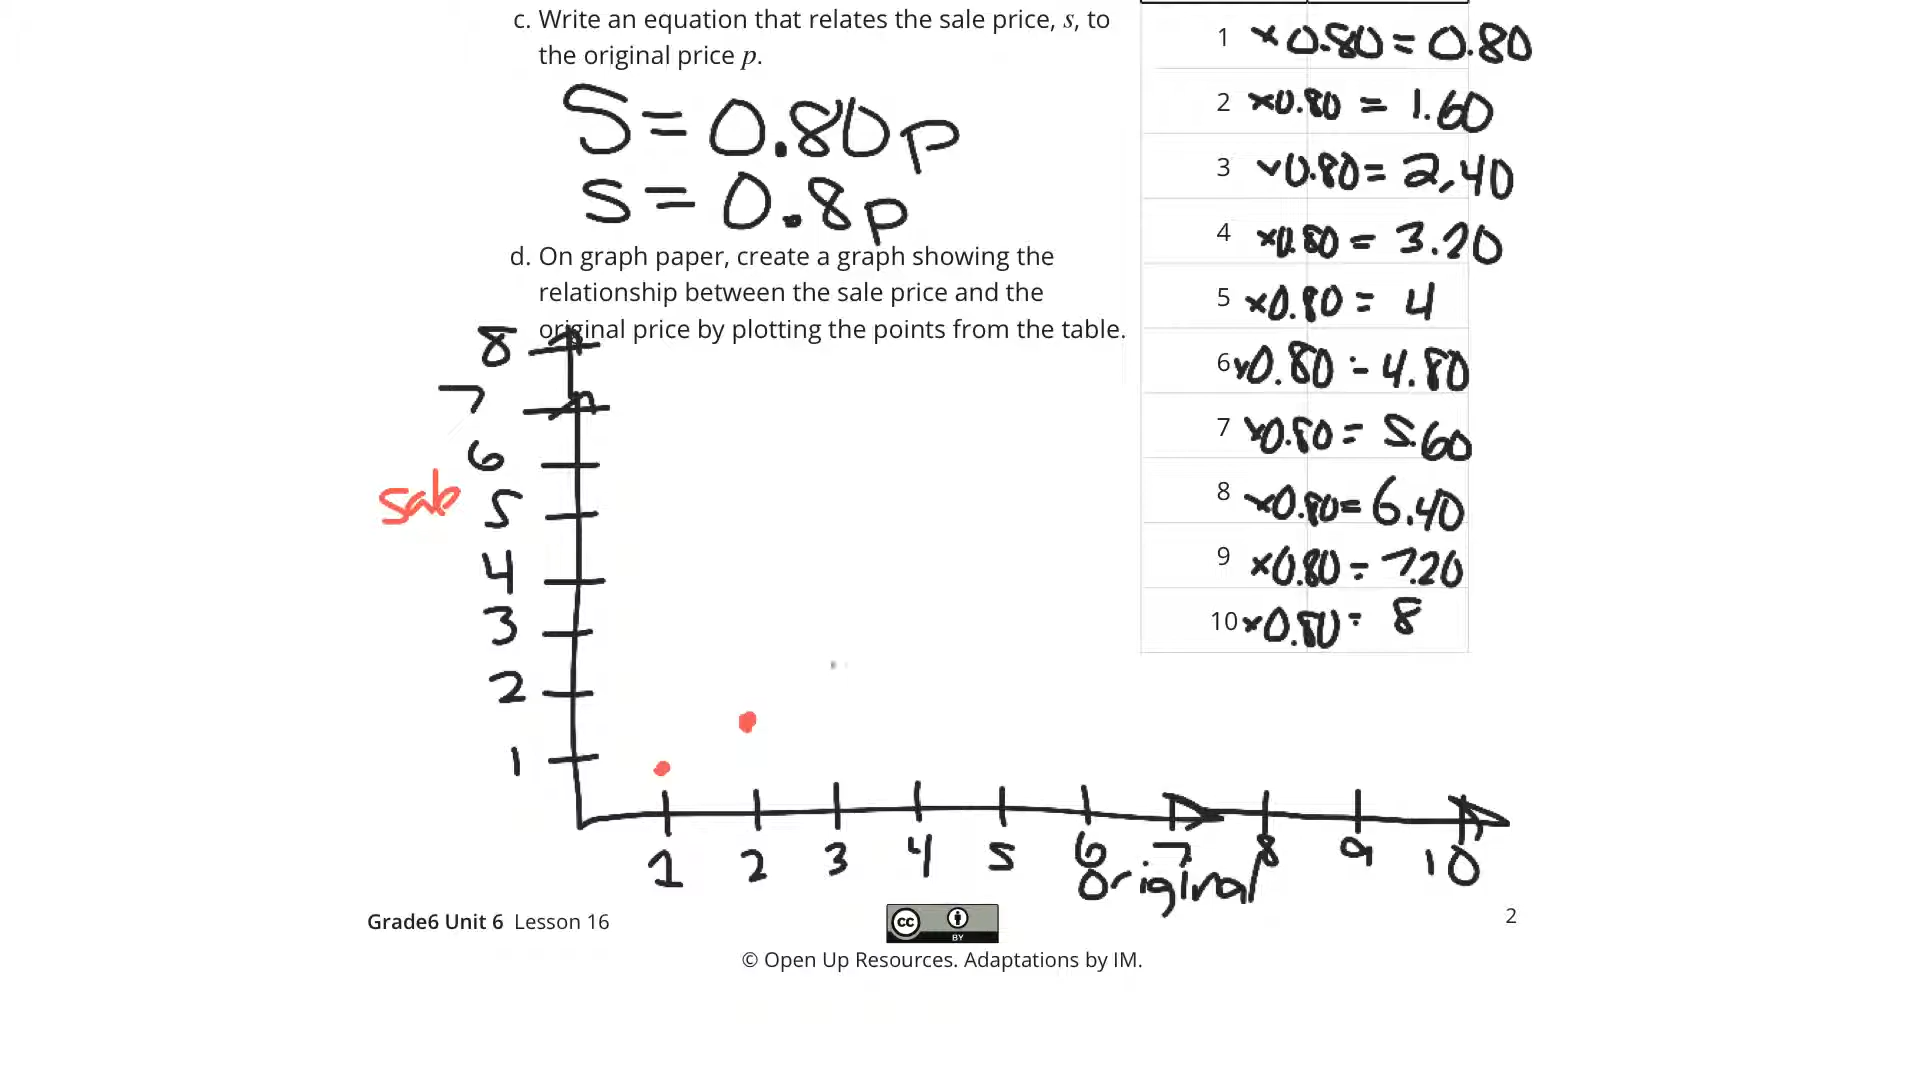 c. Write an equation that relates the sale price, s, to
the original price p.
S = 0.80p
s = 0.8p
d. On graph paper, create a graph showing the
relationship between the sale price and the
original price by plotting the points from the table.
1 ×0.80 = 0.80
2 ×0.80 = 1.60
3 ×0.80 = 2.40
4 ×0.80 = 3.20
5 ×0.80 = 4
6 ×0.80 = 4.80
7 ×0.80 = 5.60
8 ×0.80 = 6.40
9 ×0.80 = 7.20
10 ×0.80 = 8
8
7
6
5
4
3
2
1
1 2 3 4 5 6 7 8 9 10
original
Grade6 Unit 6 Lesson 16
cc BY
2
© Open Up Resources. Adaptations by IM.